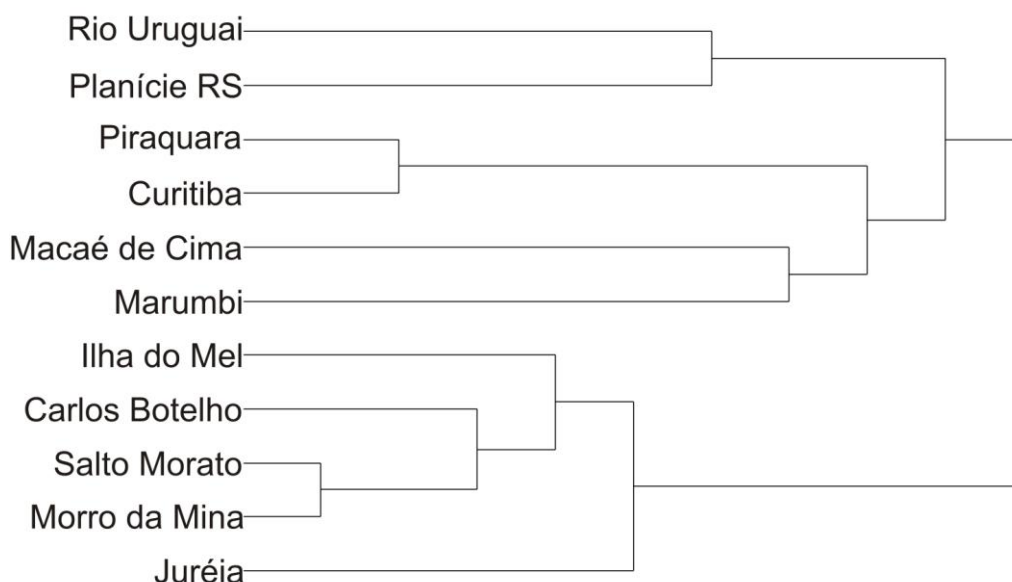 Rio Uruguai
Planície RS
Piraquara
Curitiba
Macaé de Cima
Marumbi
Ilha do Mel
Carlos Botelho
Salto Morato
Morro da Mina
Juréia